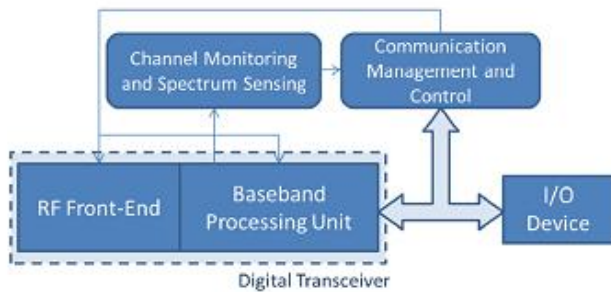 Channel Monitoring
and Spectrum Sensing
Communication
Management and
Control
RF Front-End
Baseband
Processing Unit
I/O
Device
Digital Transceiver